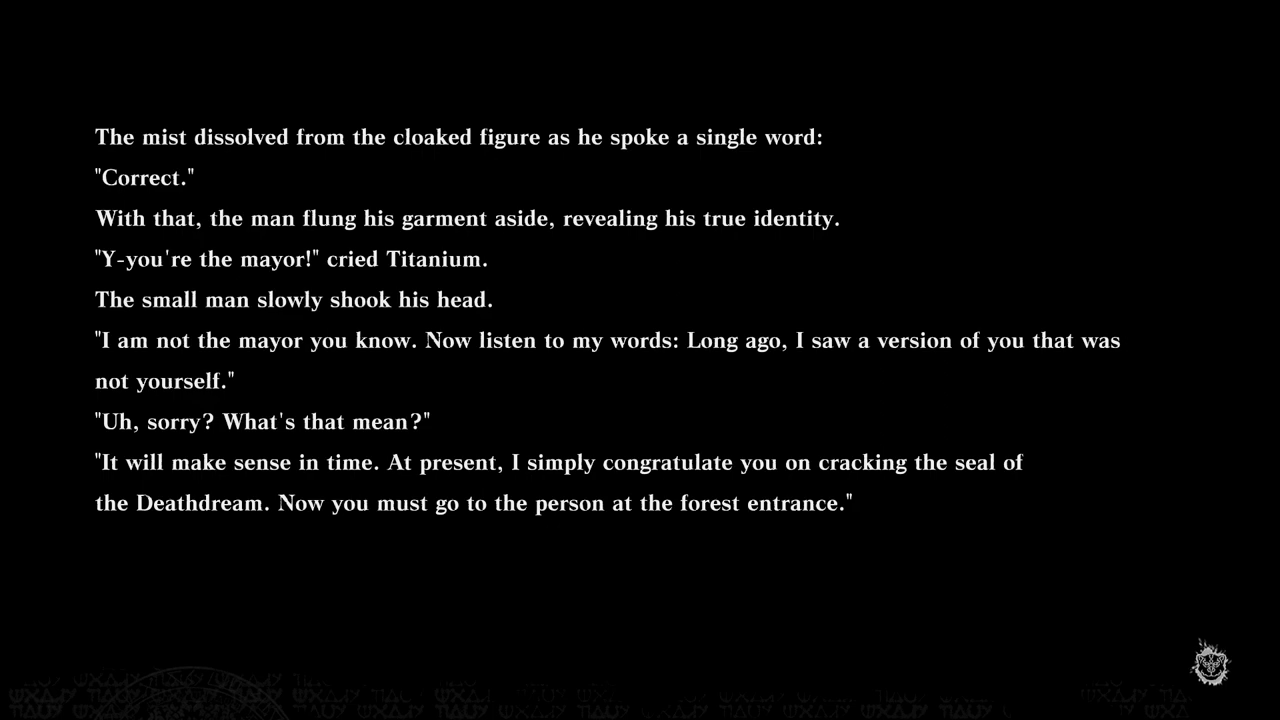 The mist dissolved from the cloaked figure as he spoke a single word:
"Correct."
With that, the man flung his garment aside, revealing his true identity.
"Y-you're the mayor!" cried Titanium.
The small man slowly shook his head.
"I am not the mayor you know. Now listen to my words: Long ago, I saw a version of you that was
not yourself."
"Uh, sorry? What's that mean?"
"It will make sense in time. At present, I simply congratulate you on cracking the seal of
the Deathdream. Now you must go to the person at the forest entrance."